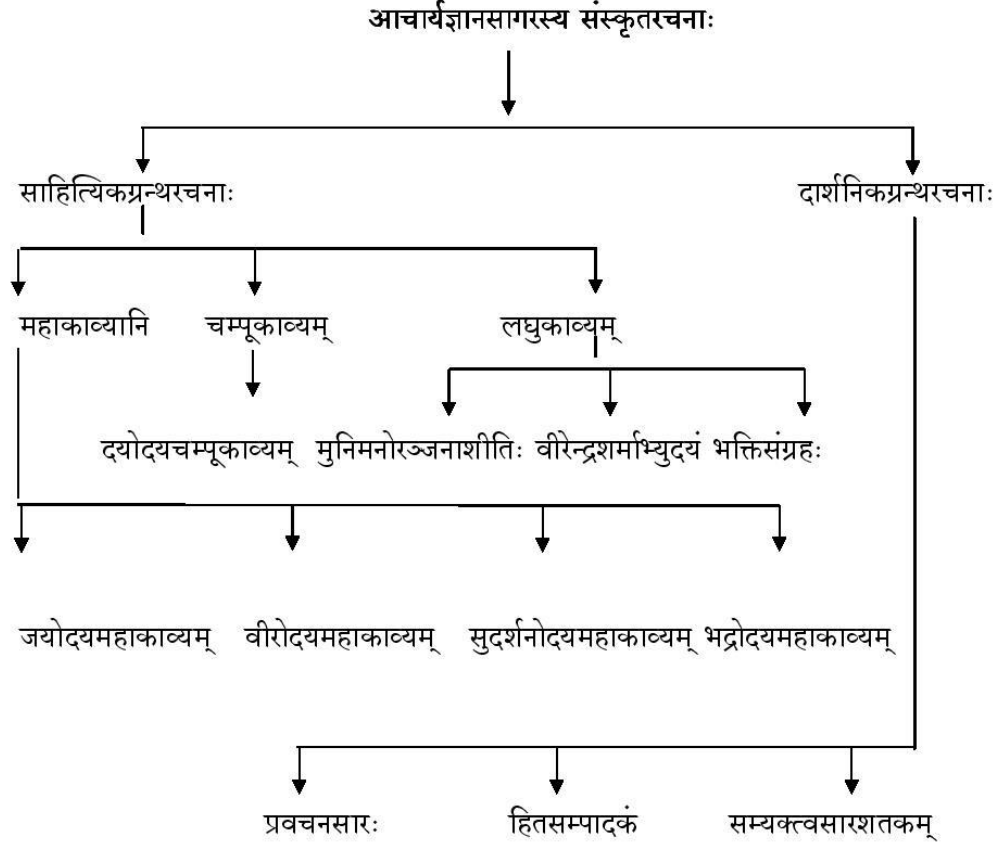 आचार्यज्ञानसागरस्य संस्कृतरचनाः
साहित्यिकग्रन्थरचनाः दार्शनिकग्रन्थरचनाः
महाकाव्यानि चम्पूकाव्यम् लघुकाव्यम्
दयोदयचम्पूकाव्यम् मुनिमनोरञ्जनाशीतिः वीरेन्द्रशर्माभ्युदयं भक्तिसंग्रहः
जयोदयमहाकाव्यम् वीरोदयमहाकाव्यम् सुदर्शनोदयमहाकाव्यम् भद्रोदयमहाकाव्यम्
प्रवचनसारः हितसम्पादकं सम्यक्त्वसारशतकम्